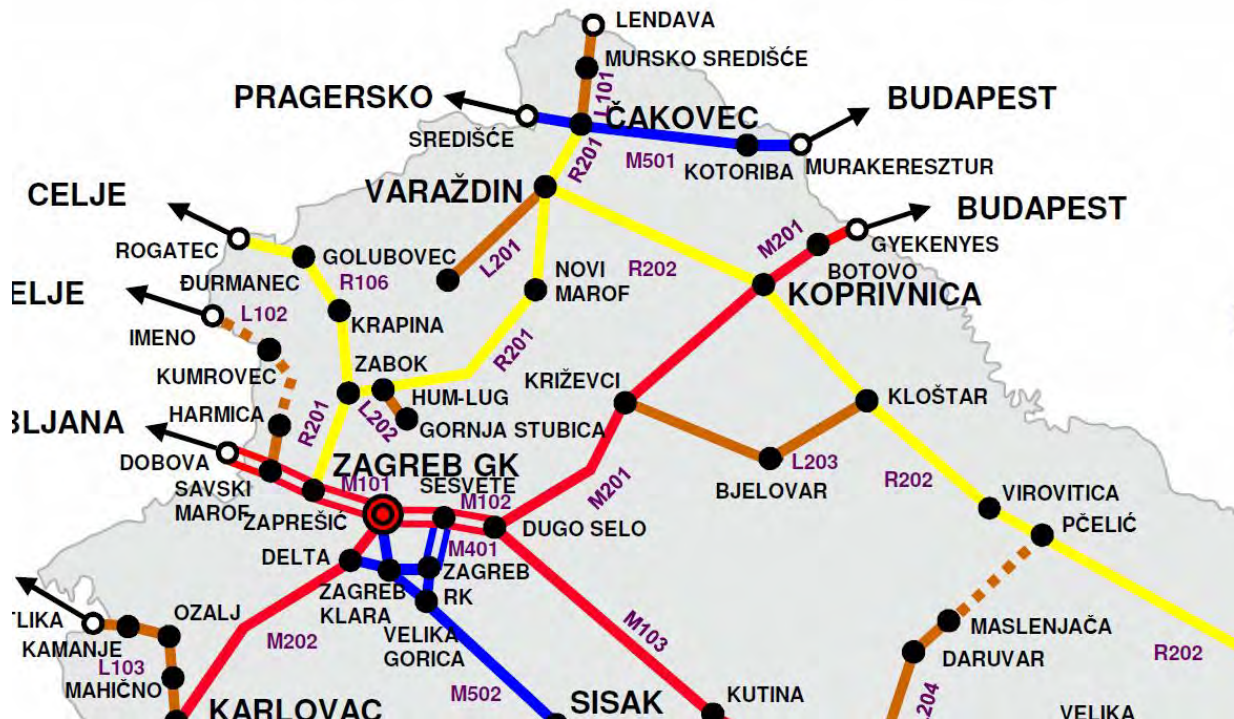 LENDAVA
MURSKO SREDIŠĆE
PRAGERSKO
L101
BUDAPEST
ČAKOVEC
SREDIŠĆE
R201
M501
KOTORIBA
MURAKERESZTUR
VARAŽDIN
CELJE
BUDAPEST
M201
ROGATEC
GOLUBOVEC
L201
GYEKENYES
R106
NOVI
MAROF
R202
BOTOVO
ĐURMANEC
ELJE
KOPRIVNICA
L102
KRAPINA
IMENO
R201
ZABOK
KUMROVEC
KRIŽEVCI
HUM-LUG
KLOŠTAR
HARMICA
R201
L202
GORNJA STUBICA
BLJANA
DOBOVA
ZAGREB GK
L203
SAVSKI
MAROF
M101
SESVETE
M102
M201
BJELOVAR
R202
VIROVITICA
ZAPREŠIĆ
DUGO SELO
PČELIĆ
DELTA
M401
ZAGREB
RK
ZAGREB
KLARA
TLIKA
OZALJ
KAMANJE
M202
VELIKA
GORICA
M103
MASLENJAČA
DARUVAR
R202
L103
MAHIČNO
M502
SISAK
KUTINA
L204
KARLOVAC
VELIKA